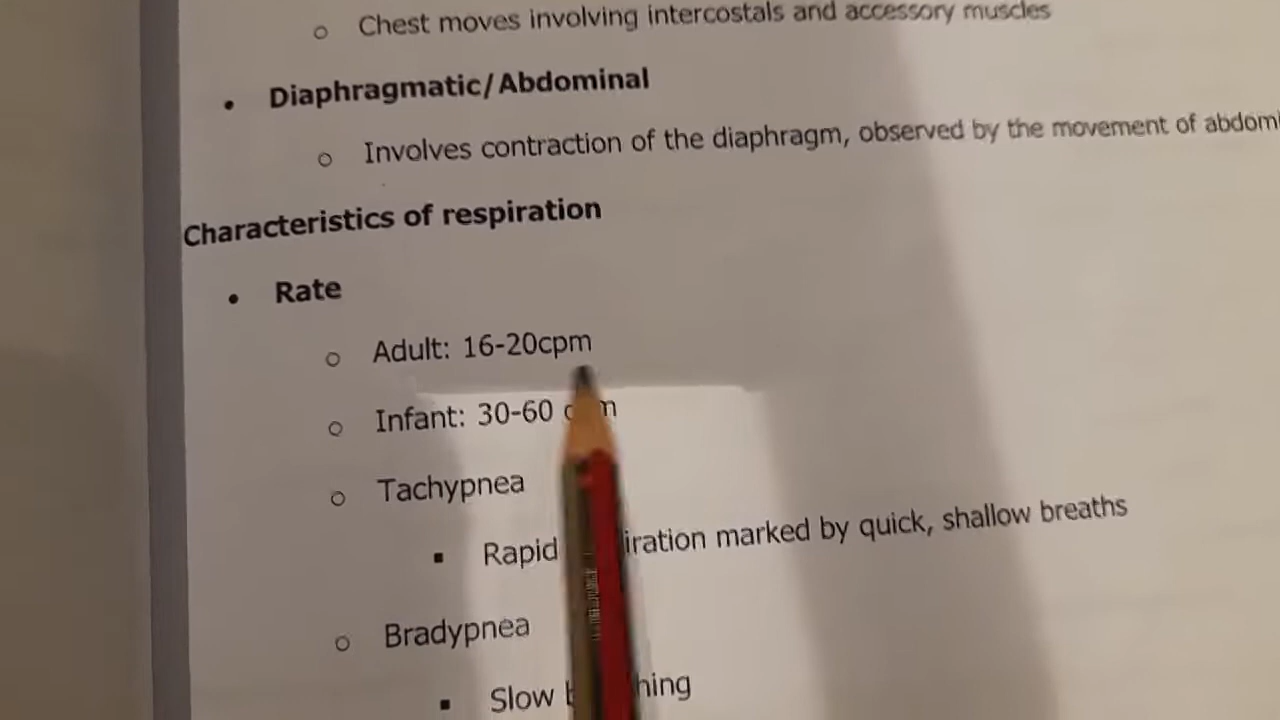 Chest moves involving intercostals and accessory muscles
Diaphragmatic/Abdominal
Involves contraction of the diaphragm, observed by the movement of
Characteristics of respiration
Rate
Adult: 16-20cpm
Infant: 30-60
Tachypnea
Rapid marked by quick, shallow breaths
Bradypnea
Slow